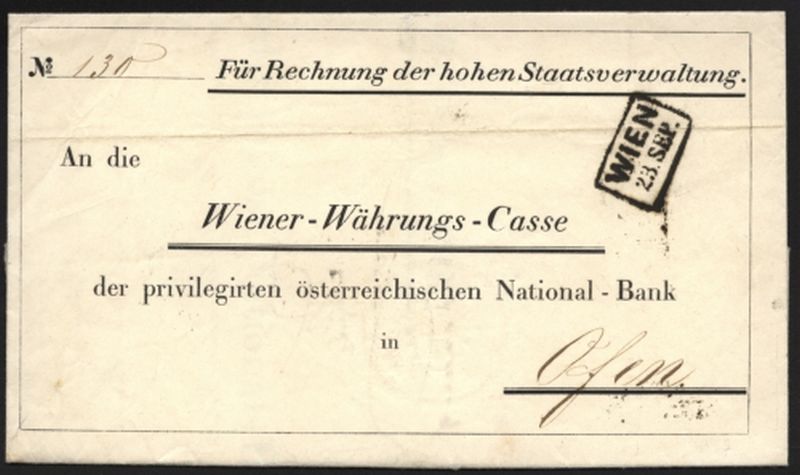 № 130 Für Rechnung der hohen Staatsverwaltung.
WIEN
23. SEP.
An die
Wiener-Währungs-Casse
der privilegirten österreichischen National-Bank
in
Ofen.